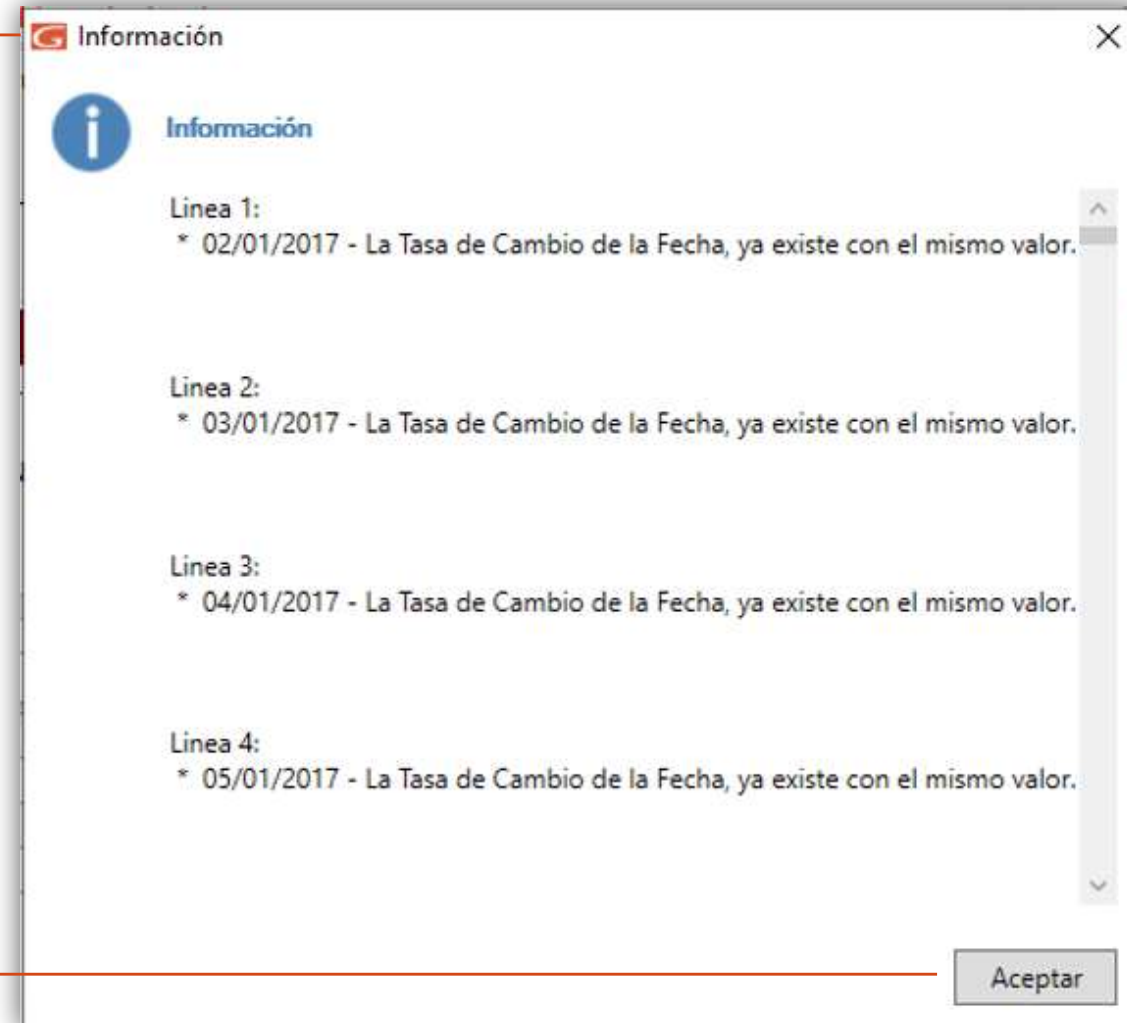 Información
Información
Linea 1:
* 02/01/2017 - La Tasa de Cambio de la Fecha, ya existe con el mismo valor.
Linea 2:
* 03/01/2017 - La Tasa de Cambio de la Fecha, ya existe con el mismo valor.
Linea 3:
* 04/01/2017 - La Tasa de Cambio de la Fecha, ya existe con el mismo valor.
Linea 4:
* 05/01/2017 - La Tasa de Cambio de la Fecha, ya existe con el mismo valor.
Aceptar